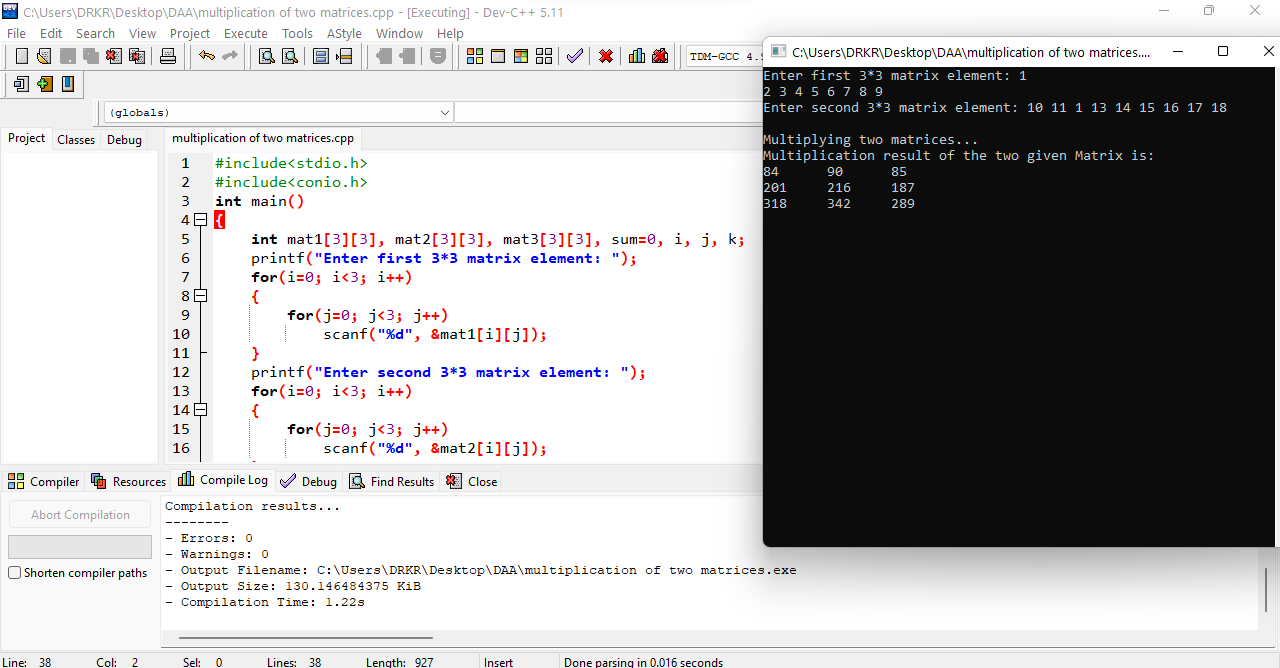 C:\Users\DRKR\Desktop\DAA\multiplication of two matrices.cpp - [Executing] - Dev-C++ 5.11
File Edit Search View Project Execute Tools AStyle Window Help
TDM-GCC 4.9
(globals)
Project Classes Debug
multiplication of two matrices.cpp
1 #include<stdio.h>
2 #include<conio.h>
3 int main()
4 {
5 int mat1[3][3], mat2[3][3], mat3[3][3], sum=0, i, j, k;
6 printf("Enter first 3*3 matrix element: ");
7 for(i=0; i<3; i++)
8 {
9 for(j=0; j<3; j++)
10 scanf("%d", &mat1[i][j]);
11 }
12 printf("Enter second 3*3 matrix element: ");
13 for(i=0; i<3; i++)
14 {
15 for(j=0; j<3; j++)
16 scanf("%d", &mat2[i][j]);
C:\Users\DRKR\Desktop\DAA\multiplication of two matrices....
Enter first 3*3 matrix element: 1
2 3 4 5 6 7 8 9
Enter second 3*3 matrix element: 10 11 1 13 14 15 16 17 18
Multiplying two matrices...
Multiplication result of the two given Matrix is:
84 90 85
201 216 187
318 342 289
Compiler Resources Compile Log Debug Find Results Close
Abort Compilation
Shorten compiler paths
Compilation results...
--------
- Errors: 0
- Warnings: 0
- Output Filename: C:\Users\DRKR\Desktop\DAA\multiplication of two matrices.exe
- Output Size: 130.146484375 KiB
- Compilation Time: 1.22s
Line: 38 Col: 2 Sel: 0 Lines: 38 Length: 927 Insert Done parsing in 0.016 seconds